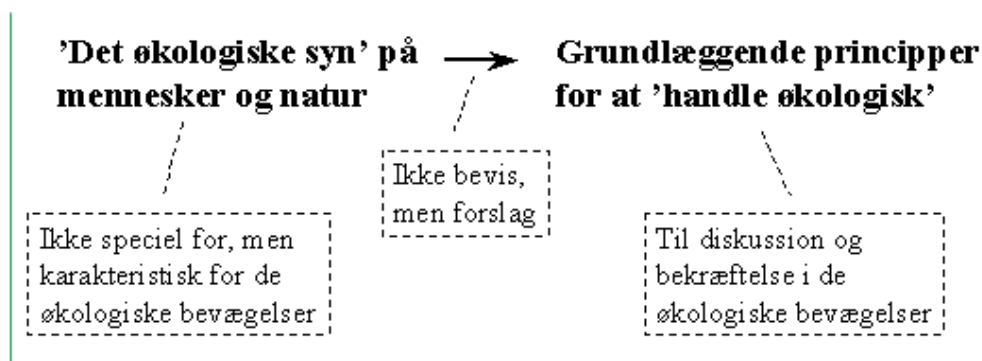 ’Det økologiske syn’ på
mennesker og natur
Grundlæggende principper
for at ’handle økologisk’
Ikke bevis,
men forslag
Ikke speciel for, men
karakteristisk for de
økologiske bevægelser
Til diskussion og
bekræftelse i de
økologiske bevægelser